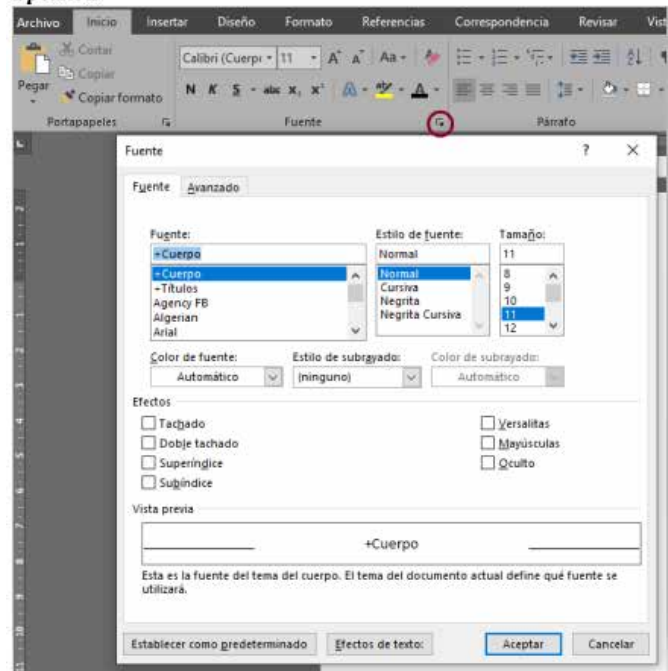 Archivo Inicio Insertar Diseño Formato Referencias Correspondencia Revisar Vist
Cortar
Calibri (Cuerpo 11 A A Aa
Copiar
Pegar
Copiar formato
N K S abc x, x² A aby A
Portapapeles Fuente Párrafo
Fuente ? ×
Fuente Avanzado
Fuente: Estilo de fuente: Tamaño:
+Cuerpo Normal 11
+Cuerpo Normal 8
+Títulos Cursiva 9
Agency FB Negrita 10
Algerian Negrita Cursiva 11
Arial 12
Color de fuente: Estilo de subrayado: Color de subrayado:
Automático (ninguno) Automático
Efectos
Tachado Versalitas
Doble tachado Mayúsculas
Superíndice Oculto
Subíndice
Vista previa
+Cuerpo
Esta es la fuente del tema del cuerpo. El tema del documento actual define qué fuente se
utilizará.
Establecer como predeterminado Efectos de texto: Aceptar Cancelar